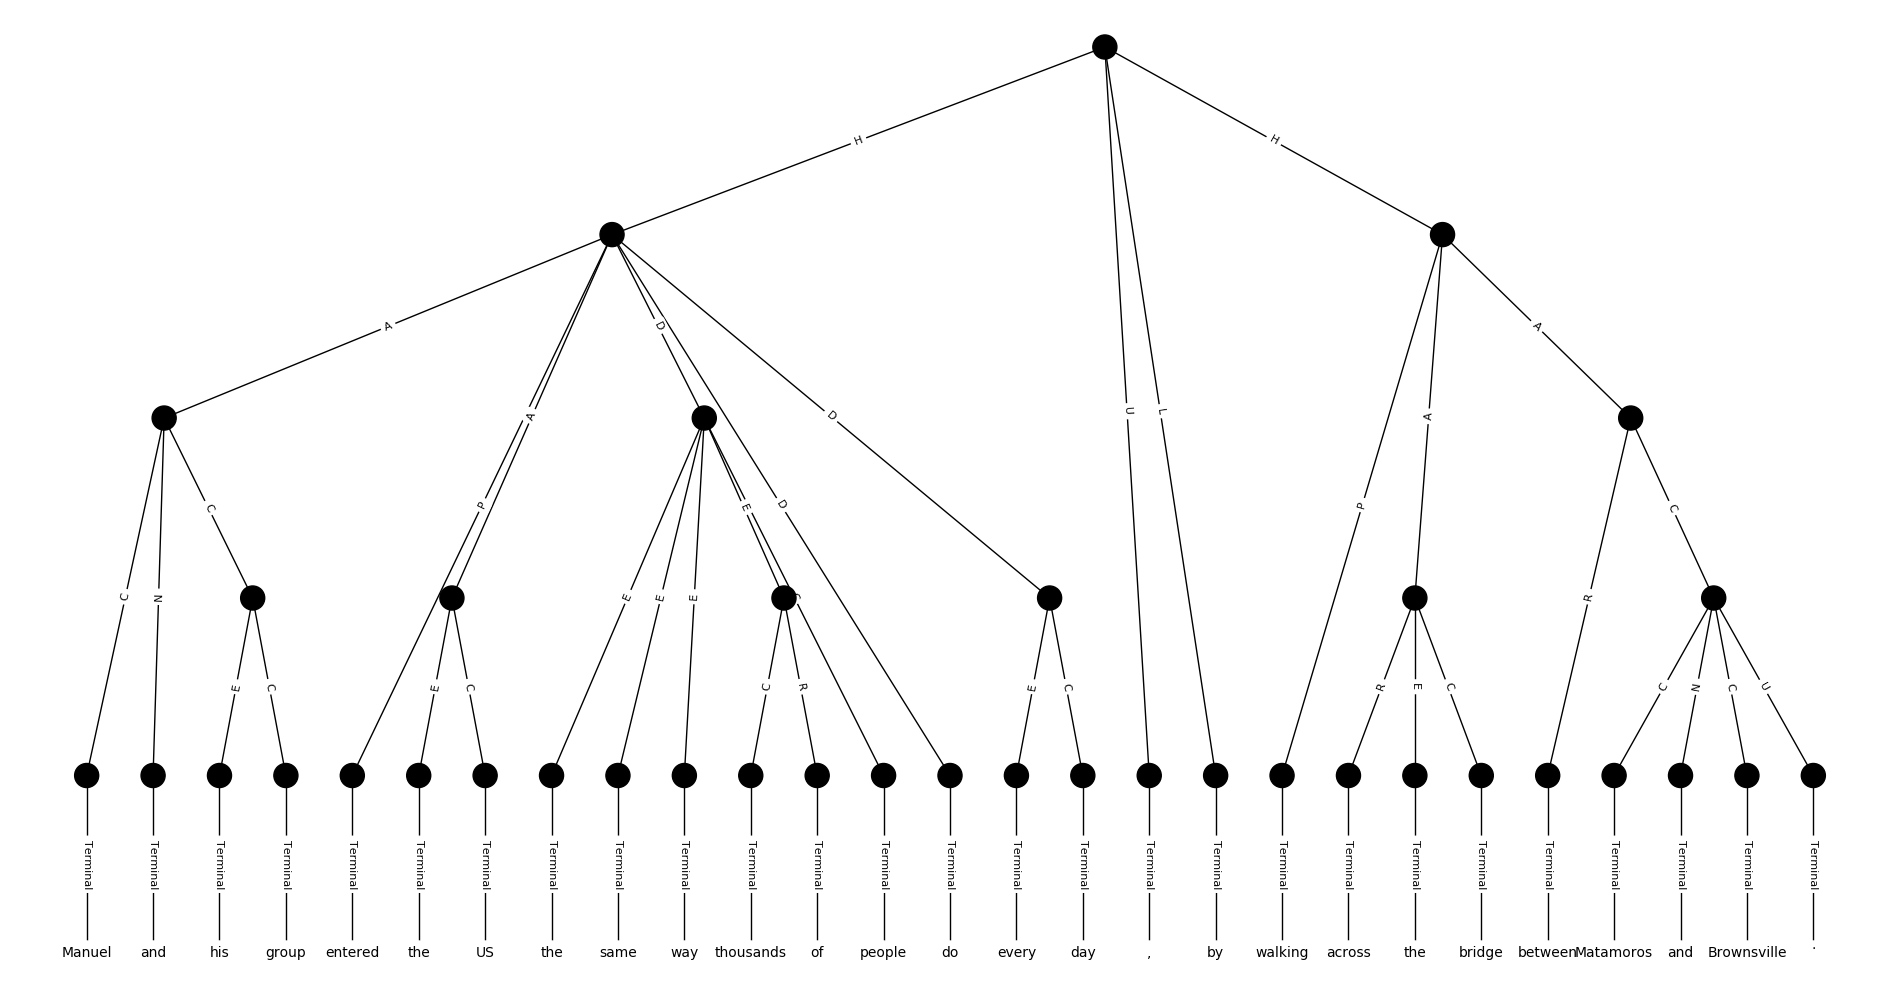 H H
A D A
A D U L A
C P E D C
C N E E E C P R
E C E C C R E C R E C C N C U
Terminal Terminal Terminal Terminal Terminal Terminal Terminal Terminal Terminal Terminal Terminal Terminal Terminal Terminal Terminal Terminal Terminal Terminal Terminal Terminal Terminal Terminal Terminal Terminal Terminal Terminal Terminal
Manuel and his group entered the US the same way thousands of people do every day , by walking across the bridge between Matamoros and Brownsville .